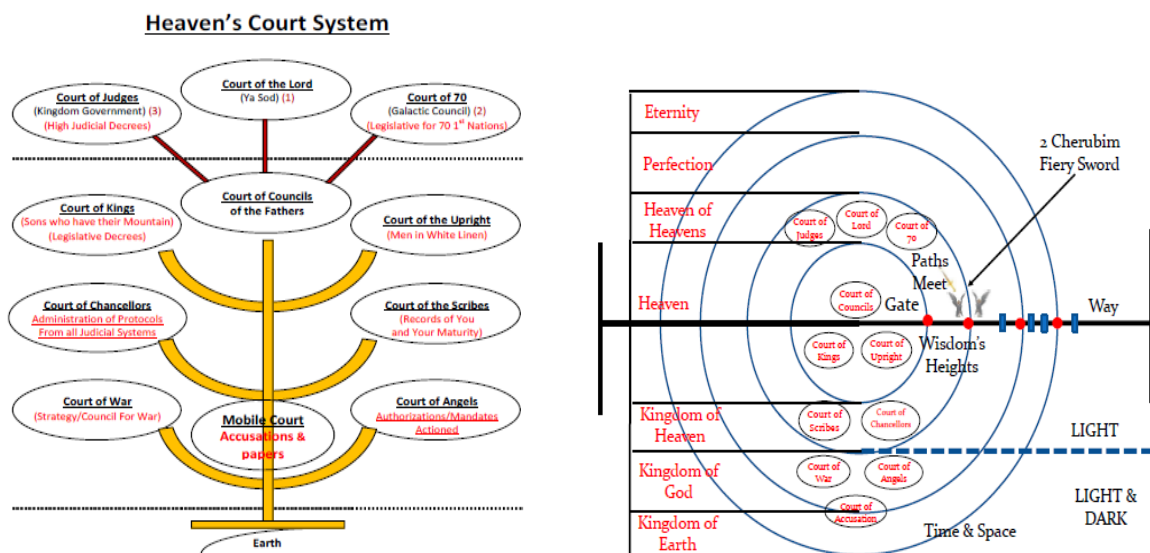 Heaven's Court System
Court of the Lord
(Ya Sod) (1)
Court of Judges
(Kingdom Government) (3)
(High Judicial Decrees)
Court of 70
(Galactic Council) (2)
(Legislative for 70 1st Nations)
Court of Councils
of the Fathers
Court of Kings
(Sons who have their Mountain)
(Legislative Decrees)
Court of the Upright
(Men in White Linen)
Court of Chancellors
Administration of Protocols
From all Judicial Systems
Court of the Scribes
(Records of You
and Your Maturity)
Court of War
(Strategy/Council For War)
Mobile Court
Accusations &
papers
Court of Angels
Authorizations/Mandates
Actioned
Earth
Eternity
Perfection
Heaven of
Heavens
Heaven
Kingdom of
Heaven
Kingdom of
God
Kingdom of
Earth
2 Cherubim
Fiery Sword
Court of
Judges
Court of
Lord
Court of
70
Paths
Meet
Court of
Councils
Gate
Way
Court of
Kings
Court of
Upright
Wisdom's
Heights
Court of
Scribes
Court of
Chancellors
LIGHT
Court of
War
Court of
Angels
LIGHT &
DARK
Court of
Accusation
Time & Space